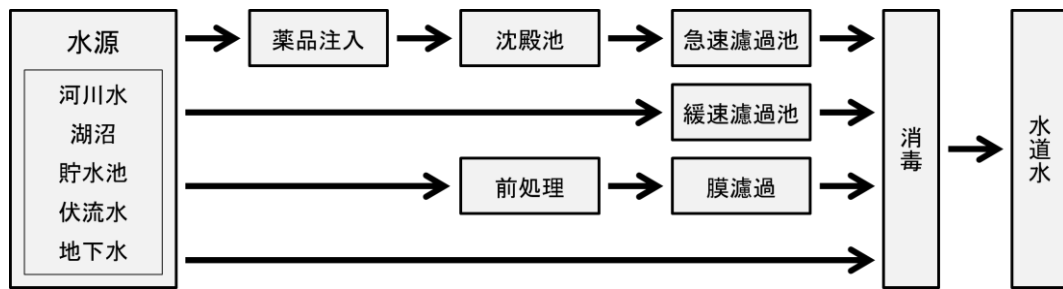 水源
河川水
湖沼
貯水池
伏流水
地下水
薬品注入
沈殿池
急速濾過池
緩速濾過池
前処理
膜濾過
消毒
水道水